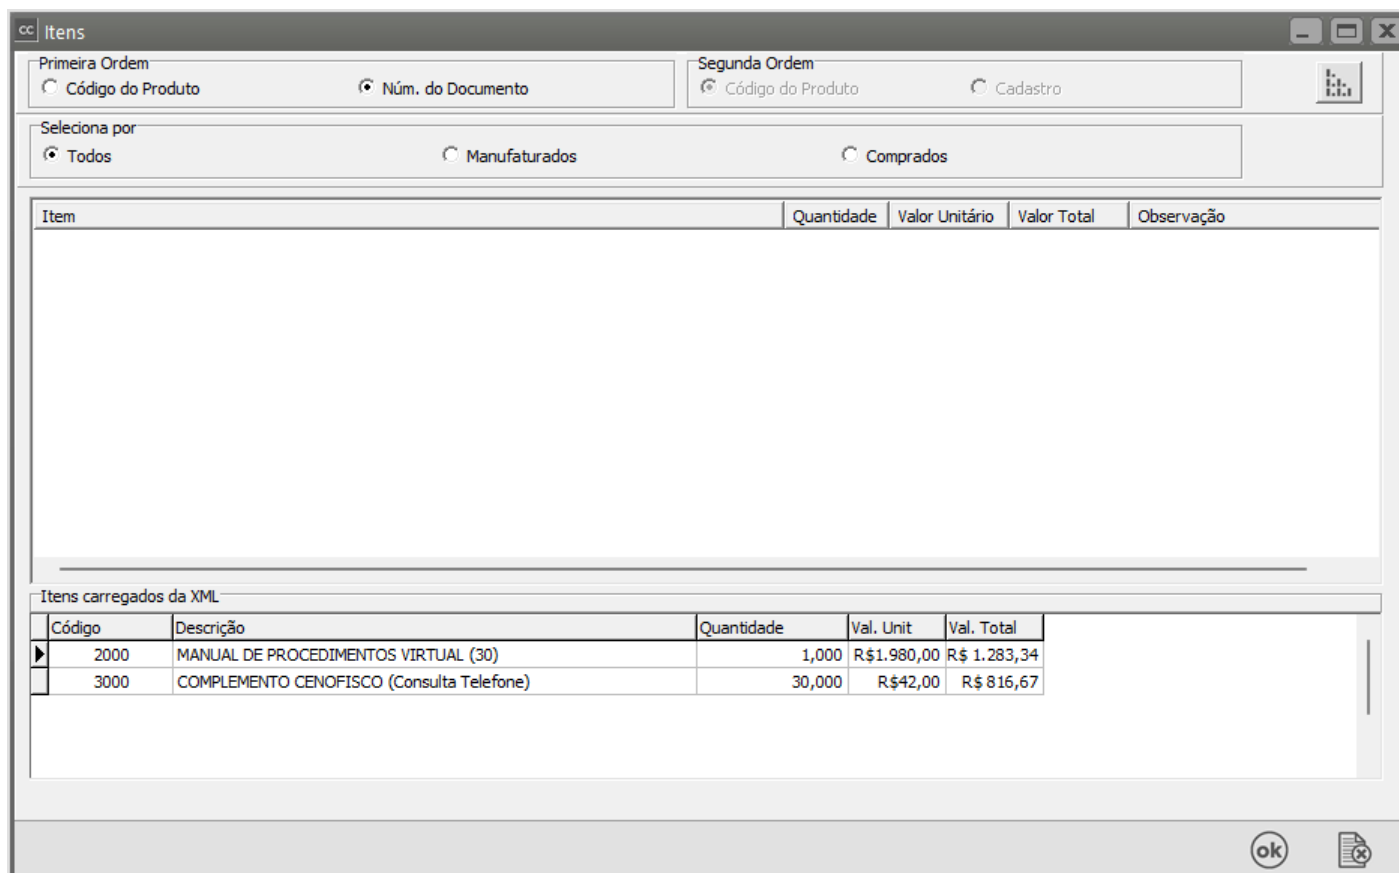 cc Itens
Primeira Ordem Segunda Ordem
Código do Produto Núm. do Documento Código do Produto Cadastro
Seleciona por
Todos Manufaturados Comprados
Item Quantidade Valor Unitário Valor Total Observação
Itens carregados da XML
Código Descrição Quantidade Val. Unit Val. Total
2000 MANUAL DE PROCEDIMENTOS VIRTUAL (30) 1,000 R$1.980,00 R$ 1.283,34
3000 COMPLEMENTO CENOFISCO (Consulta Telefone) 30,000 R$42,00 R$ 816,67
ok